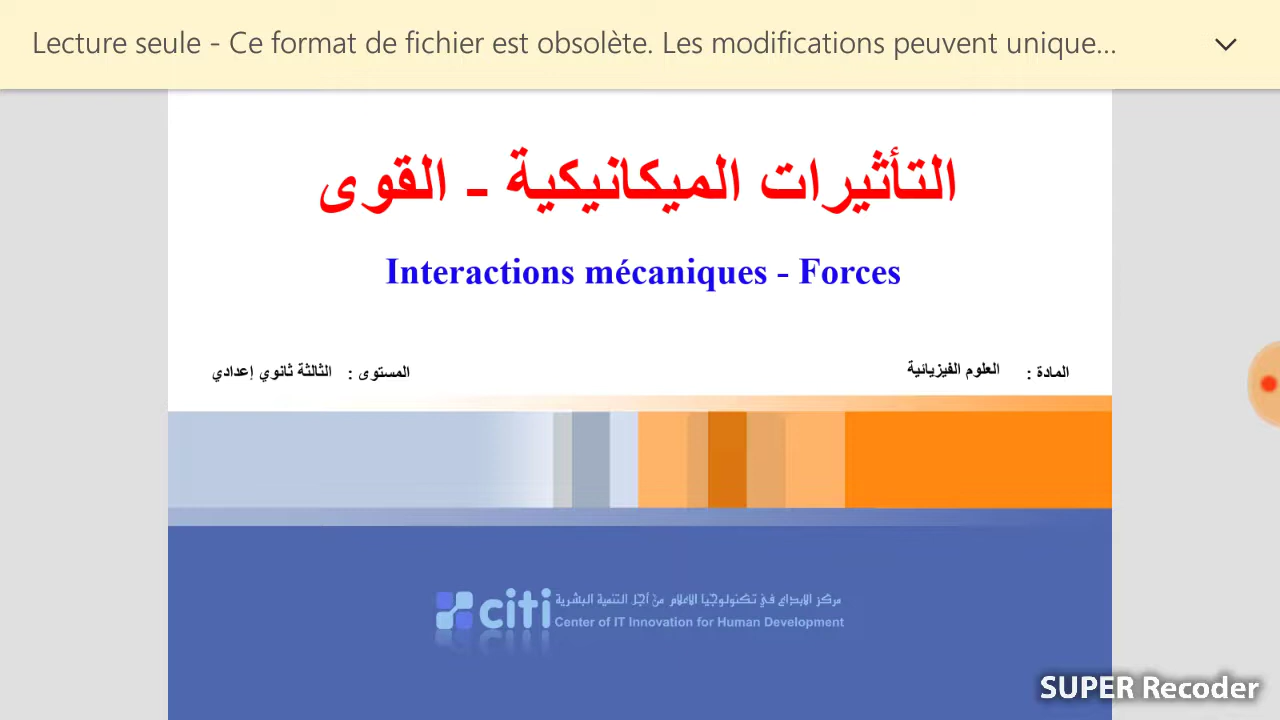 Lecture seule - Ce format de fichier est obsolète. Les modifications peuvent unique...
التأثيرات الميكانيكية - القوى
Interactions mécaniques - Forces
المادة : العلوم الفيزيائية
المستوى : الثالثة ثانوي إعدادي
citi
مركز الإبداع في تكنولوجيا الإعلام من أجل التنمية البشرية
Center of IT Innovation for Human Development
SUPER Recoder